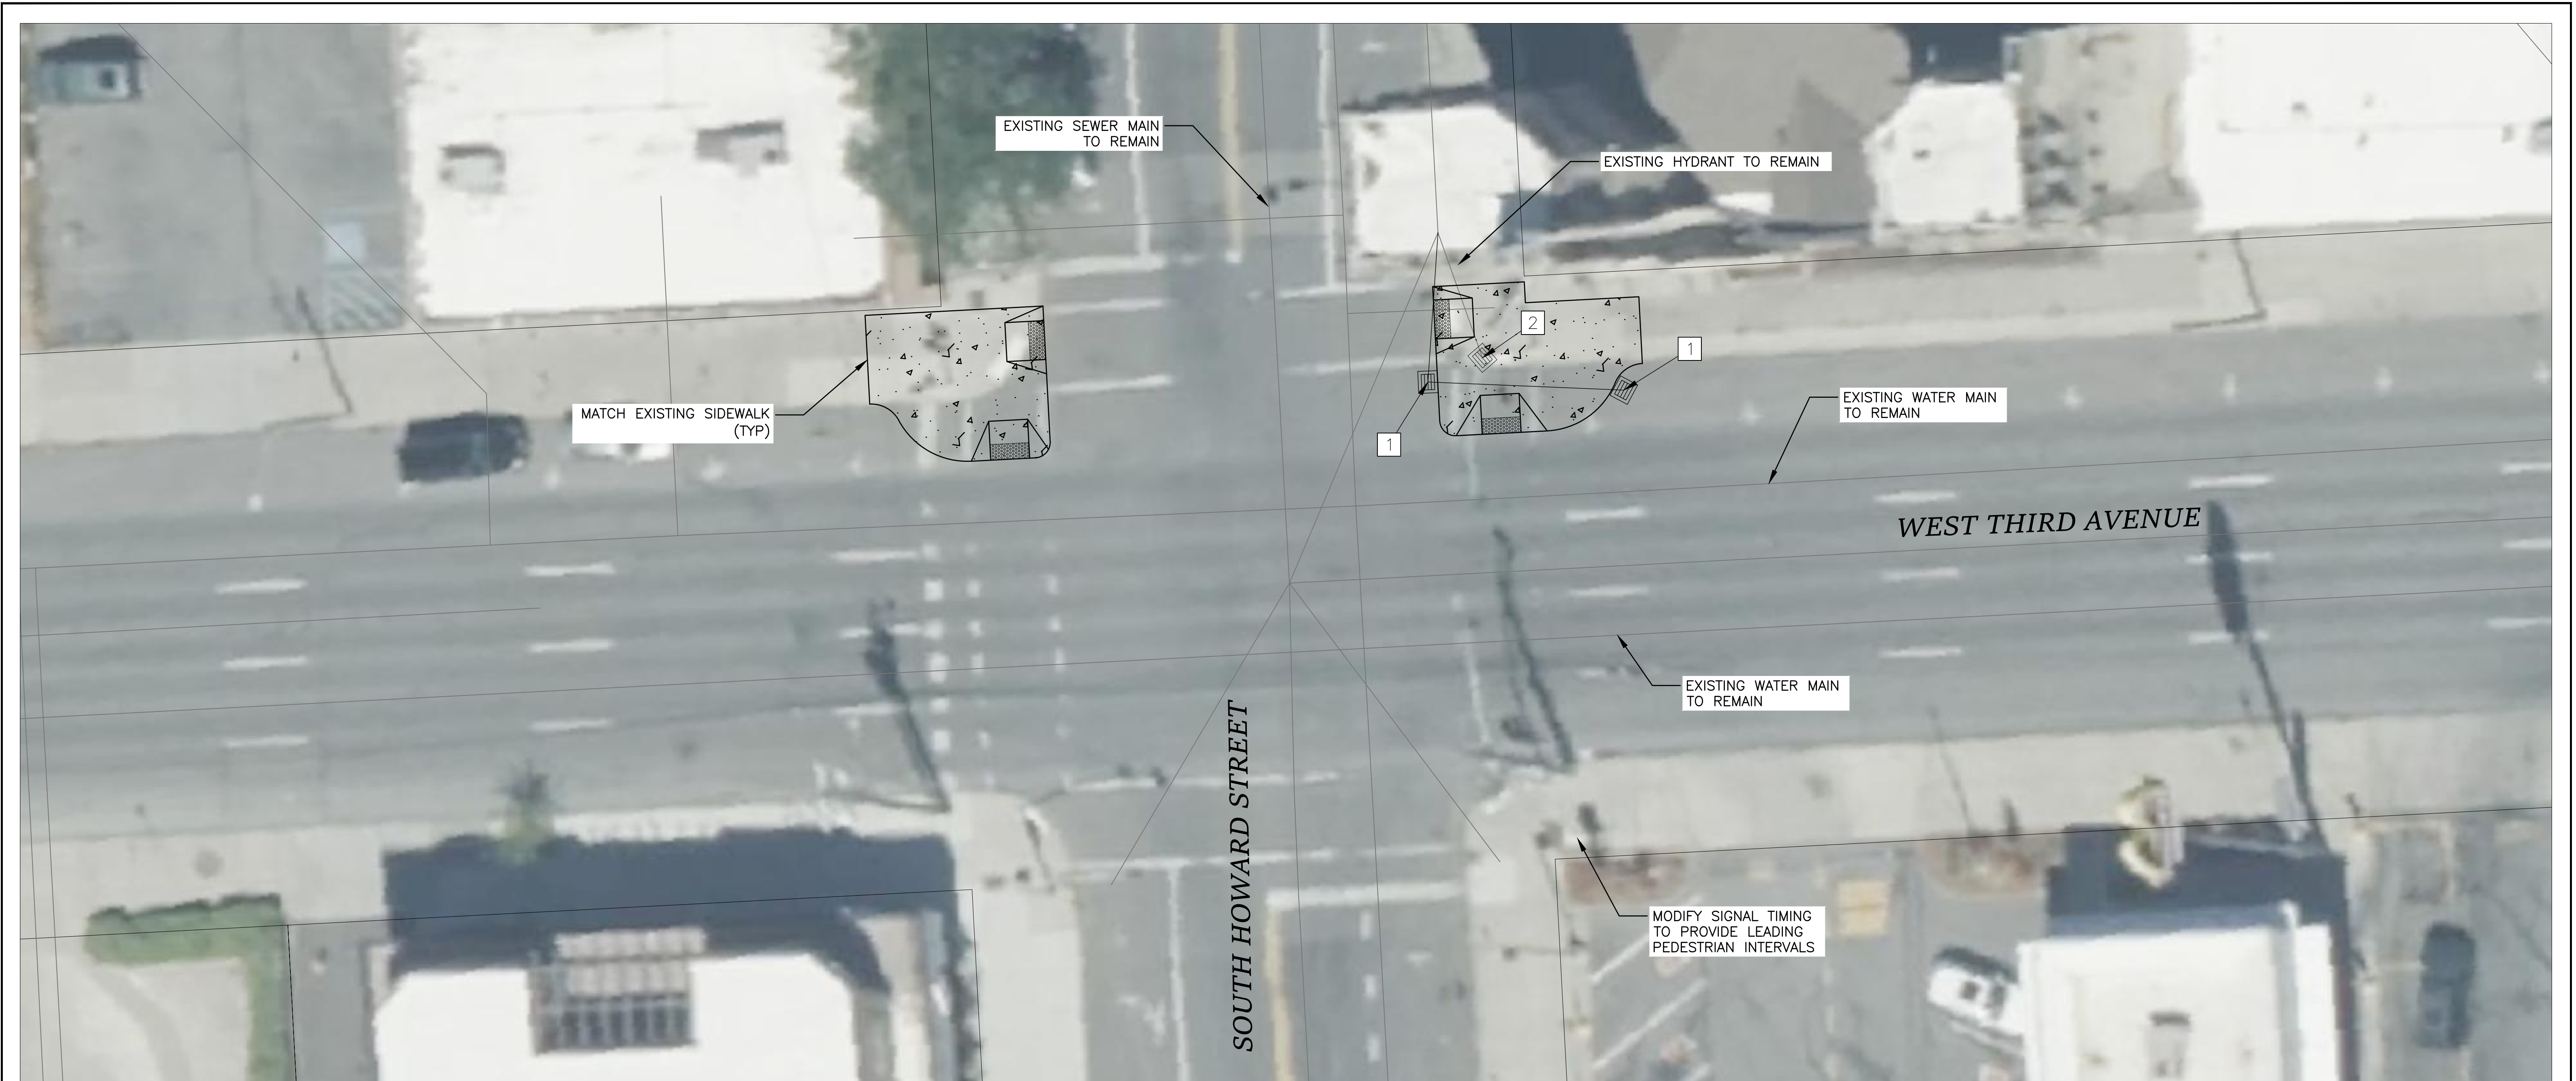 EXISTING SEWER MAIN
TO REMAIN
EXISTING HYDRANT TO REMAIN
2
1
MATCH EXISTING SIDEWALK
(TYP)
1
EXISTING WATER MAIN
TO REMAIN
WEST THIRD AVENUE
EXISTING WATER MAIN
TO REMAIN
SOUTH HOWARD STREET
MODIFY SIGNAL TIMING
TO PROVIDE LEADING
PEDESTRIAN INTERVALS